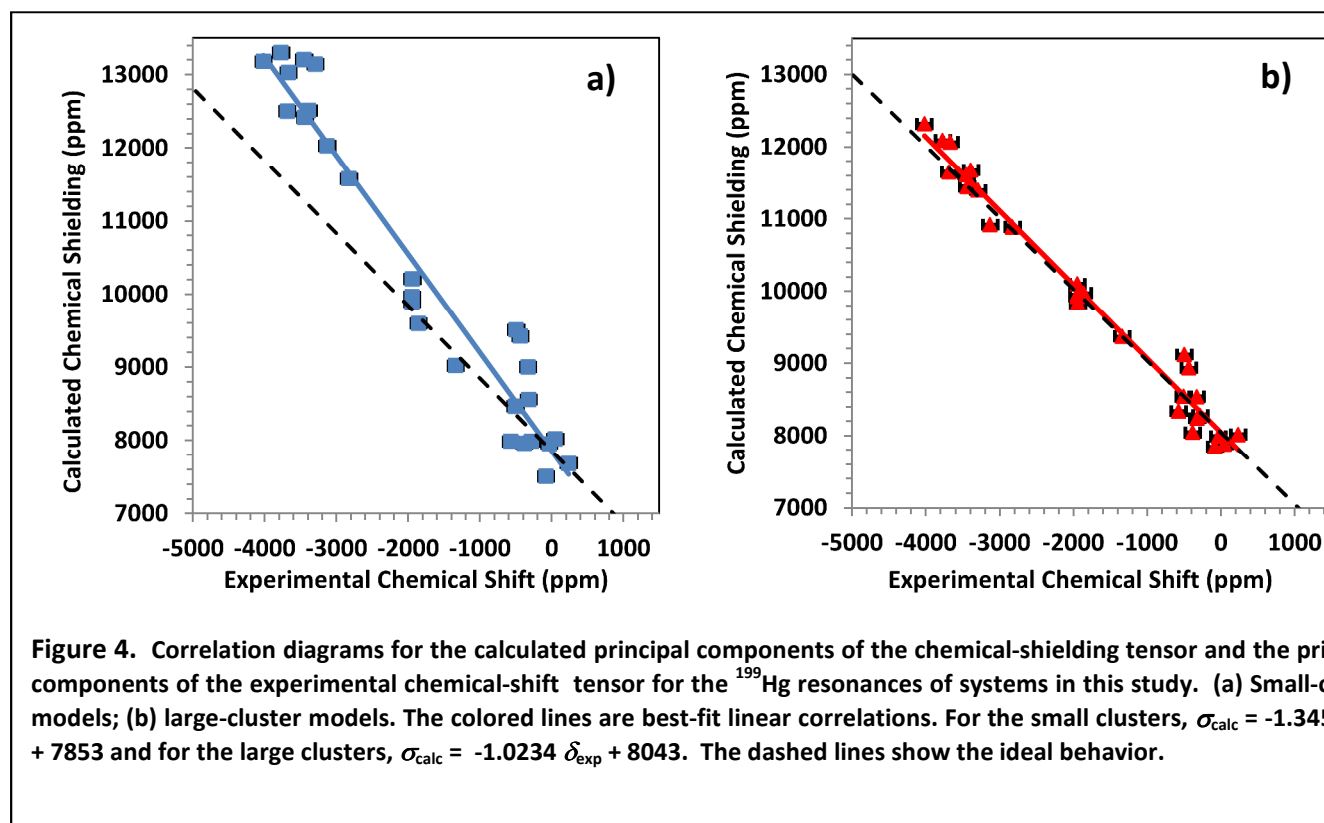 a)
13000
12000
11000
10000
9000
8000
7000
Calculated Chemical Shielding (ppm)
-5000 -4000 -3000 -2000 -1000 0 1000
Experimental Chemical Shift (ppm)
b)
13000
12000
11000
10000
9000
8000
7000
Calculated Chemical Shielding (ppm)
-5000 -4000 -3000 -2000 -1000 0 1000
Experimental Chemical Shift (ppm)
Figure 4. Correlation diagrams for the calculated principal components of the chemical-shielding tensor and the pri
components of the experimental chemical-shift tensor for the ¹⁹⁹Hg resonances of systems in this study. (a) Small-c
models; (b) large-cluster models. The colored lines are best-fit linear correlations. For the small clusters, σcalc = -1.345
+ 7853 and for the large clusters, σcalc = -1.0234 δexp + 8043. The dashed lines show the ideal behavior.